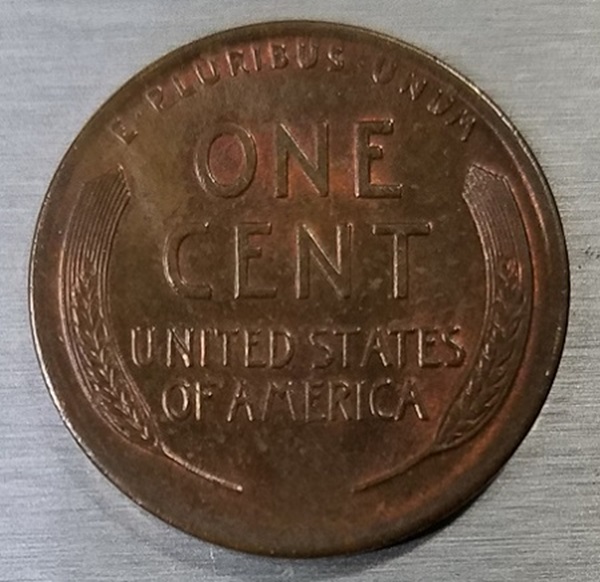 E·PLURIBUS·UNUM
ONE
CENT
UNITED STATES
OF AMERICA